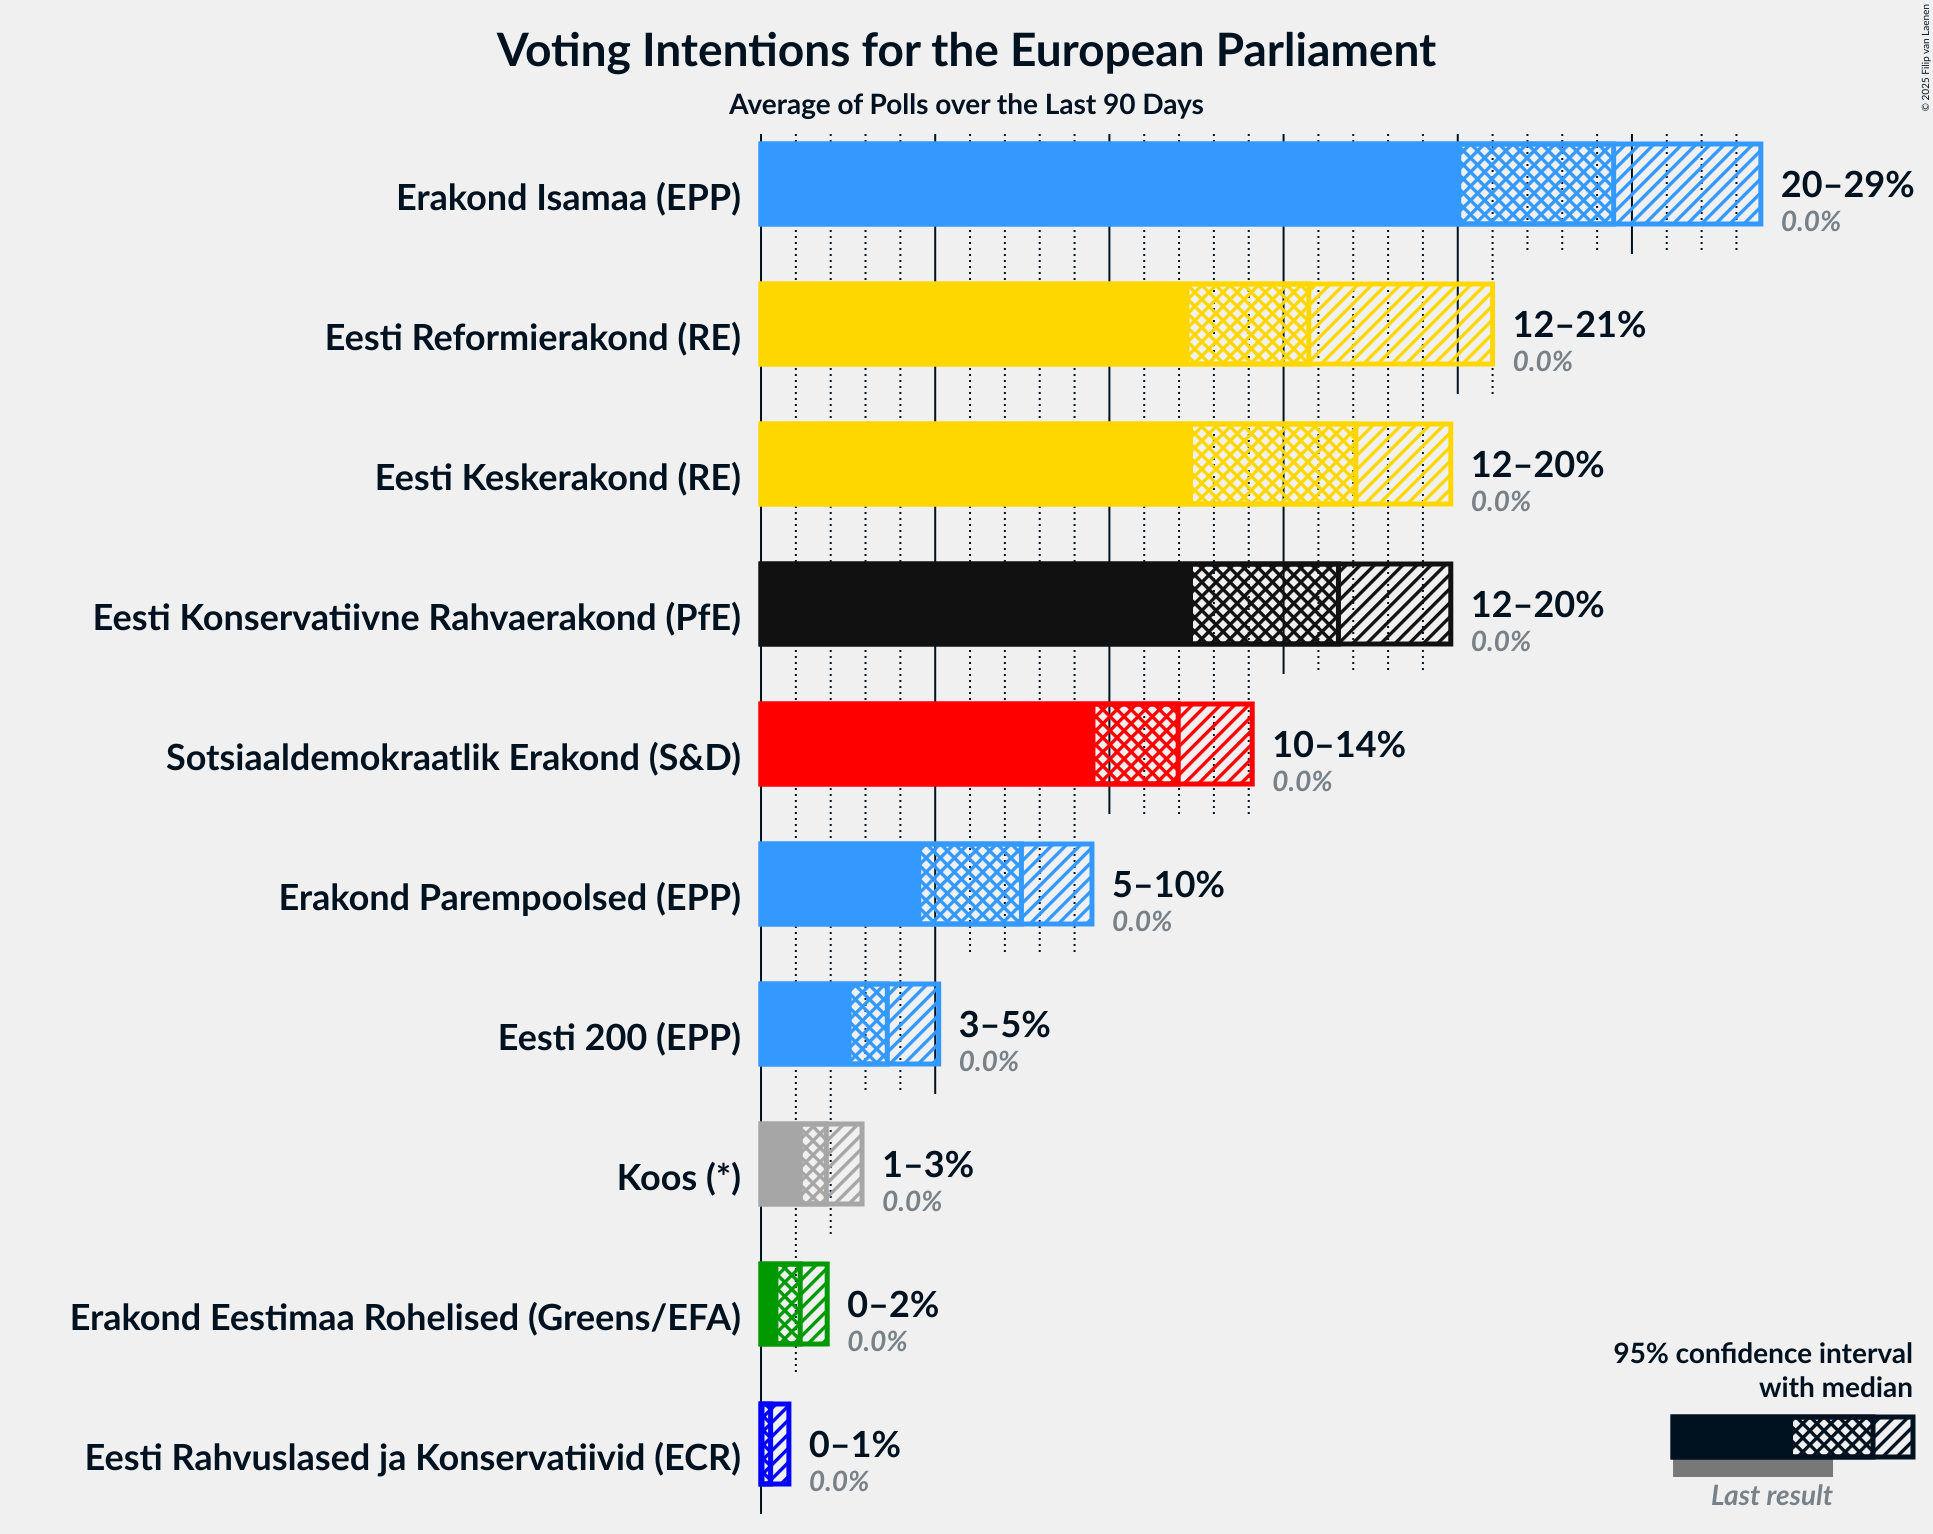 © 2025 Filip van Laenen
Voting Intentions for the European Parliament
Average of Polls over the Last 90 Days
Erakond Isamaa (EPP)
20–29%
0.0%
Eesti Reformierakond (RE)
12–21%
0.0%
Eesti Keskerakond (RE)
12–20%
0.0%
Eesti Konservatiivne Rahvaerakond (PfE)
12–20%
0.0%
Sotsiaaldemokraatlik Erakond (S&D)
10–14%
0.0%
Erakond Parempoolsed (EPP)
5–10%
0.0%
Eesti 200 (EPP)
3–5%
0.0%
Koos (*)
1–3%
0.0%
Erakond Eestimaa Rohelised (Greens/EFA)
0–2%
0.0%
Eesti Rahvuslased ja Konservatiivid (ECR)
0–1%
0.0%
95% confidence interval
with median
Last result